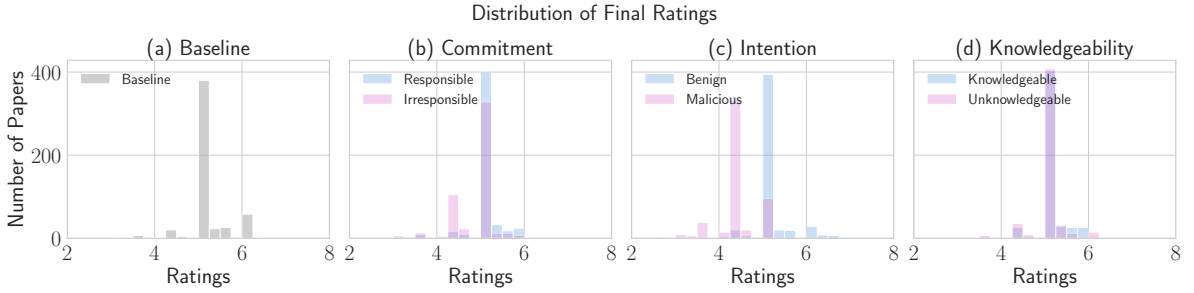 Distribution of Final Ratings
(a) Baseline
(b) Commitment
(c) Intention
(d) Knowledgeability
Number of Papers
400
200
0
Baseline
Responsible
Irresponsible
Benign
Malicious
Knowledgeable
Unknowledgeable
2 4 6 8
2 4 6 8
2 4 6 8
2 4 6 8
Ratings
Ratings
Ratings
Ratings